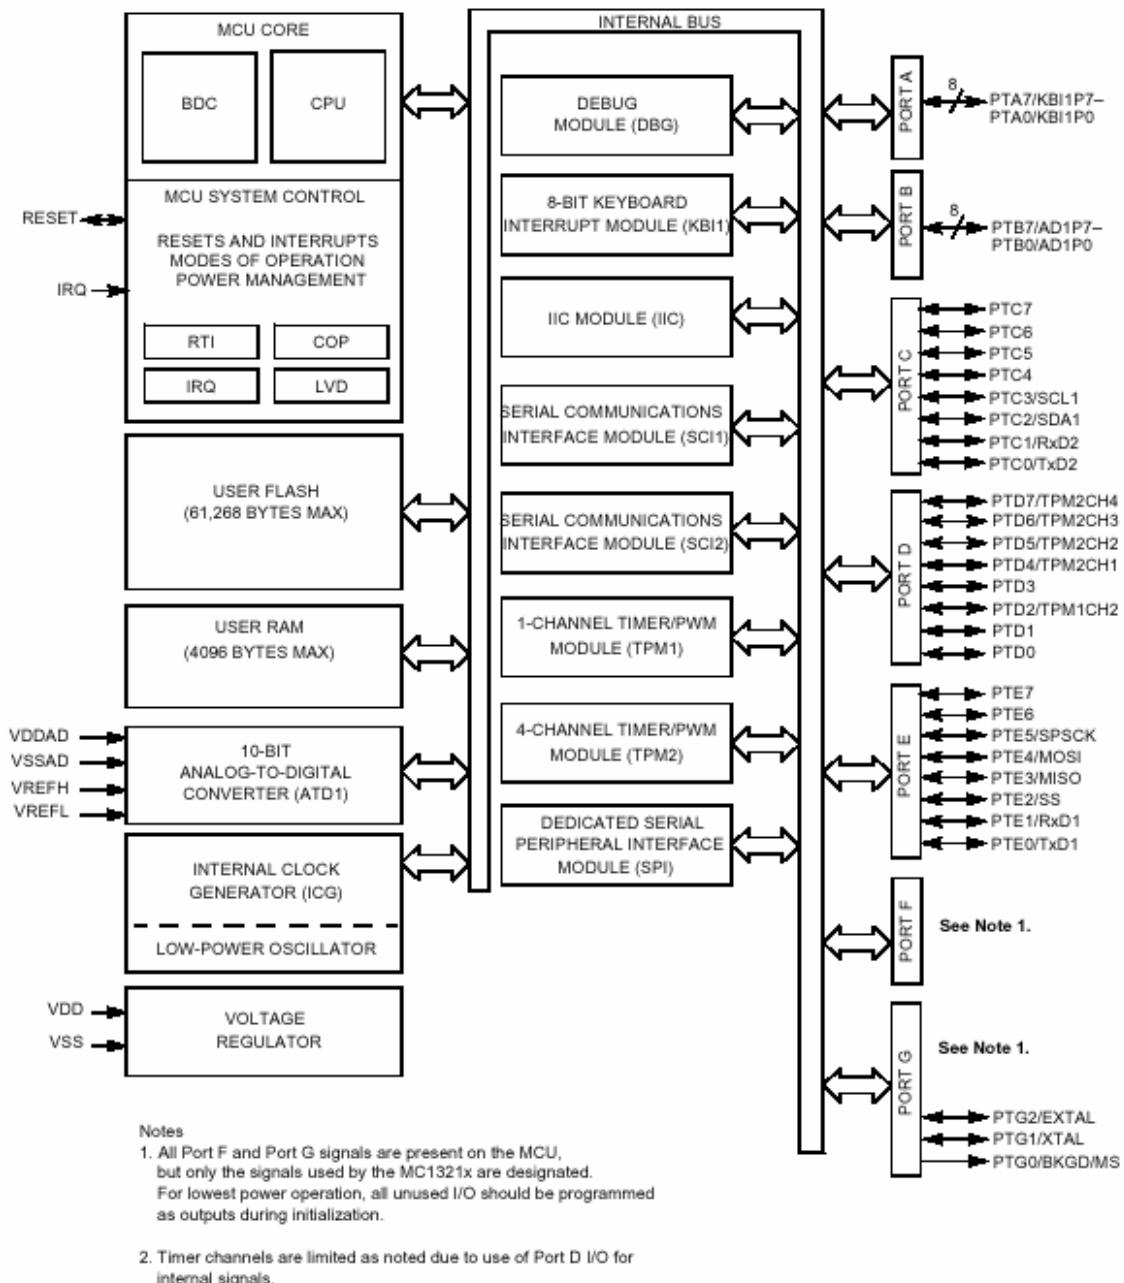 INTERNAL BUS
MCU CORE
BDC
CPU
MCU SYSTEM CONTROL
RESETS AND INTERRUPTS
MODES OF OPERATION
POWER MANAGEMENT
RTI
COP
IRQ
LVD
RESET
IRQ
USER FLASH
(61,268 BYTES MAX)
USER RAM
(4096 BYTES MAX)
VDDAD
VSSAD
VREFH
VREFL
10-BIT
ANALOG-TO-DIGITAL
CONVERTER (ATD1)
INTERNAL CLOCK
GENERATOR (ICG)
LOW-POWER OSCILLATOR
VDD
VSS
VOLTAGE
REGULATOR
DEBUG
MODULE (DBG)
8-BIT KEYBOARD
INTERRUPT MODULE (KBI1)
IIC MODULE (IIC)
SERIAL COMMUNICATIONS
INTERFACE MODULE (SCI1)
SERIAL COMMUNICATIONS
INTERFACE MODULE (SCI2)
1-CHANNEL TIMER/PWM
MODULE (TPM1)
4-CHANNEL TIMER/PWM
MODULE (TPM2)
DEDICATED SERIAL
PERIPHERAL INTERFACE
MODULE (SPI)
PORT A
8
PTA7/KBI1P7–
PTA0/KBI1P0
PORT B
8
PTB7/AD1P7–
PTB0/AD1P0
PORT C
PTC7
PTC6
PTC5
PTC4
PTC3/SCL1
PTC2/SDA1
PTC1/RxD2
PTC0/TxD2
PORT D
PTD7/TPM2CH4
PTD6/TPM2CH3
PTD5/TPM2CH2
PTD4/TPM2CH1
PTD3
PTD2/TPM1CH2
PTD1
PTD0
PORT E
PTE7
PTE6
PTE5/SPSCK
PTE4/MOSI
PTE3/MISO
PTE2/SS
PTE1/RxD1
PTE0/TxD1
PORT F
See Note 1.
PORT G
See Note 1.
PTG2/EXTAL
PTG1/XTAL
PTG0/BKGD/MS
Notes
1. All Port F and Port G signals are present on the MCU,
but only the signals used by the MC1321x are designated.
For lowest power operation, all unused I/O should be programmed
as outputs during initialization.
2. Timer channels are limited as noted due to use of Port D I/O for
internal signals.